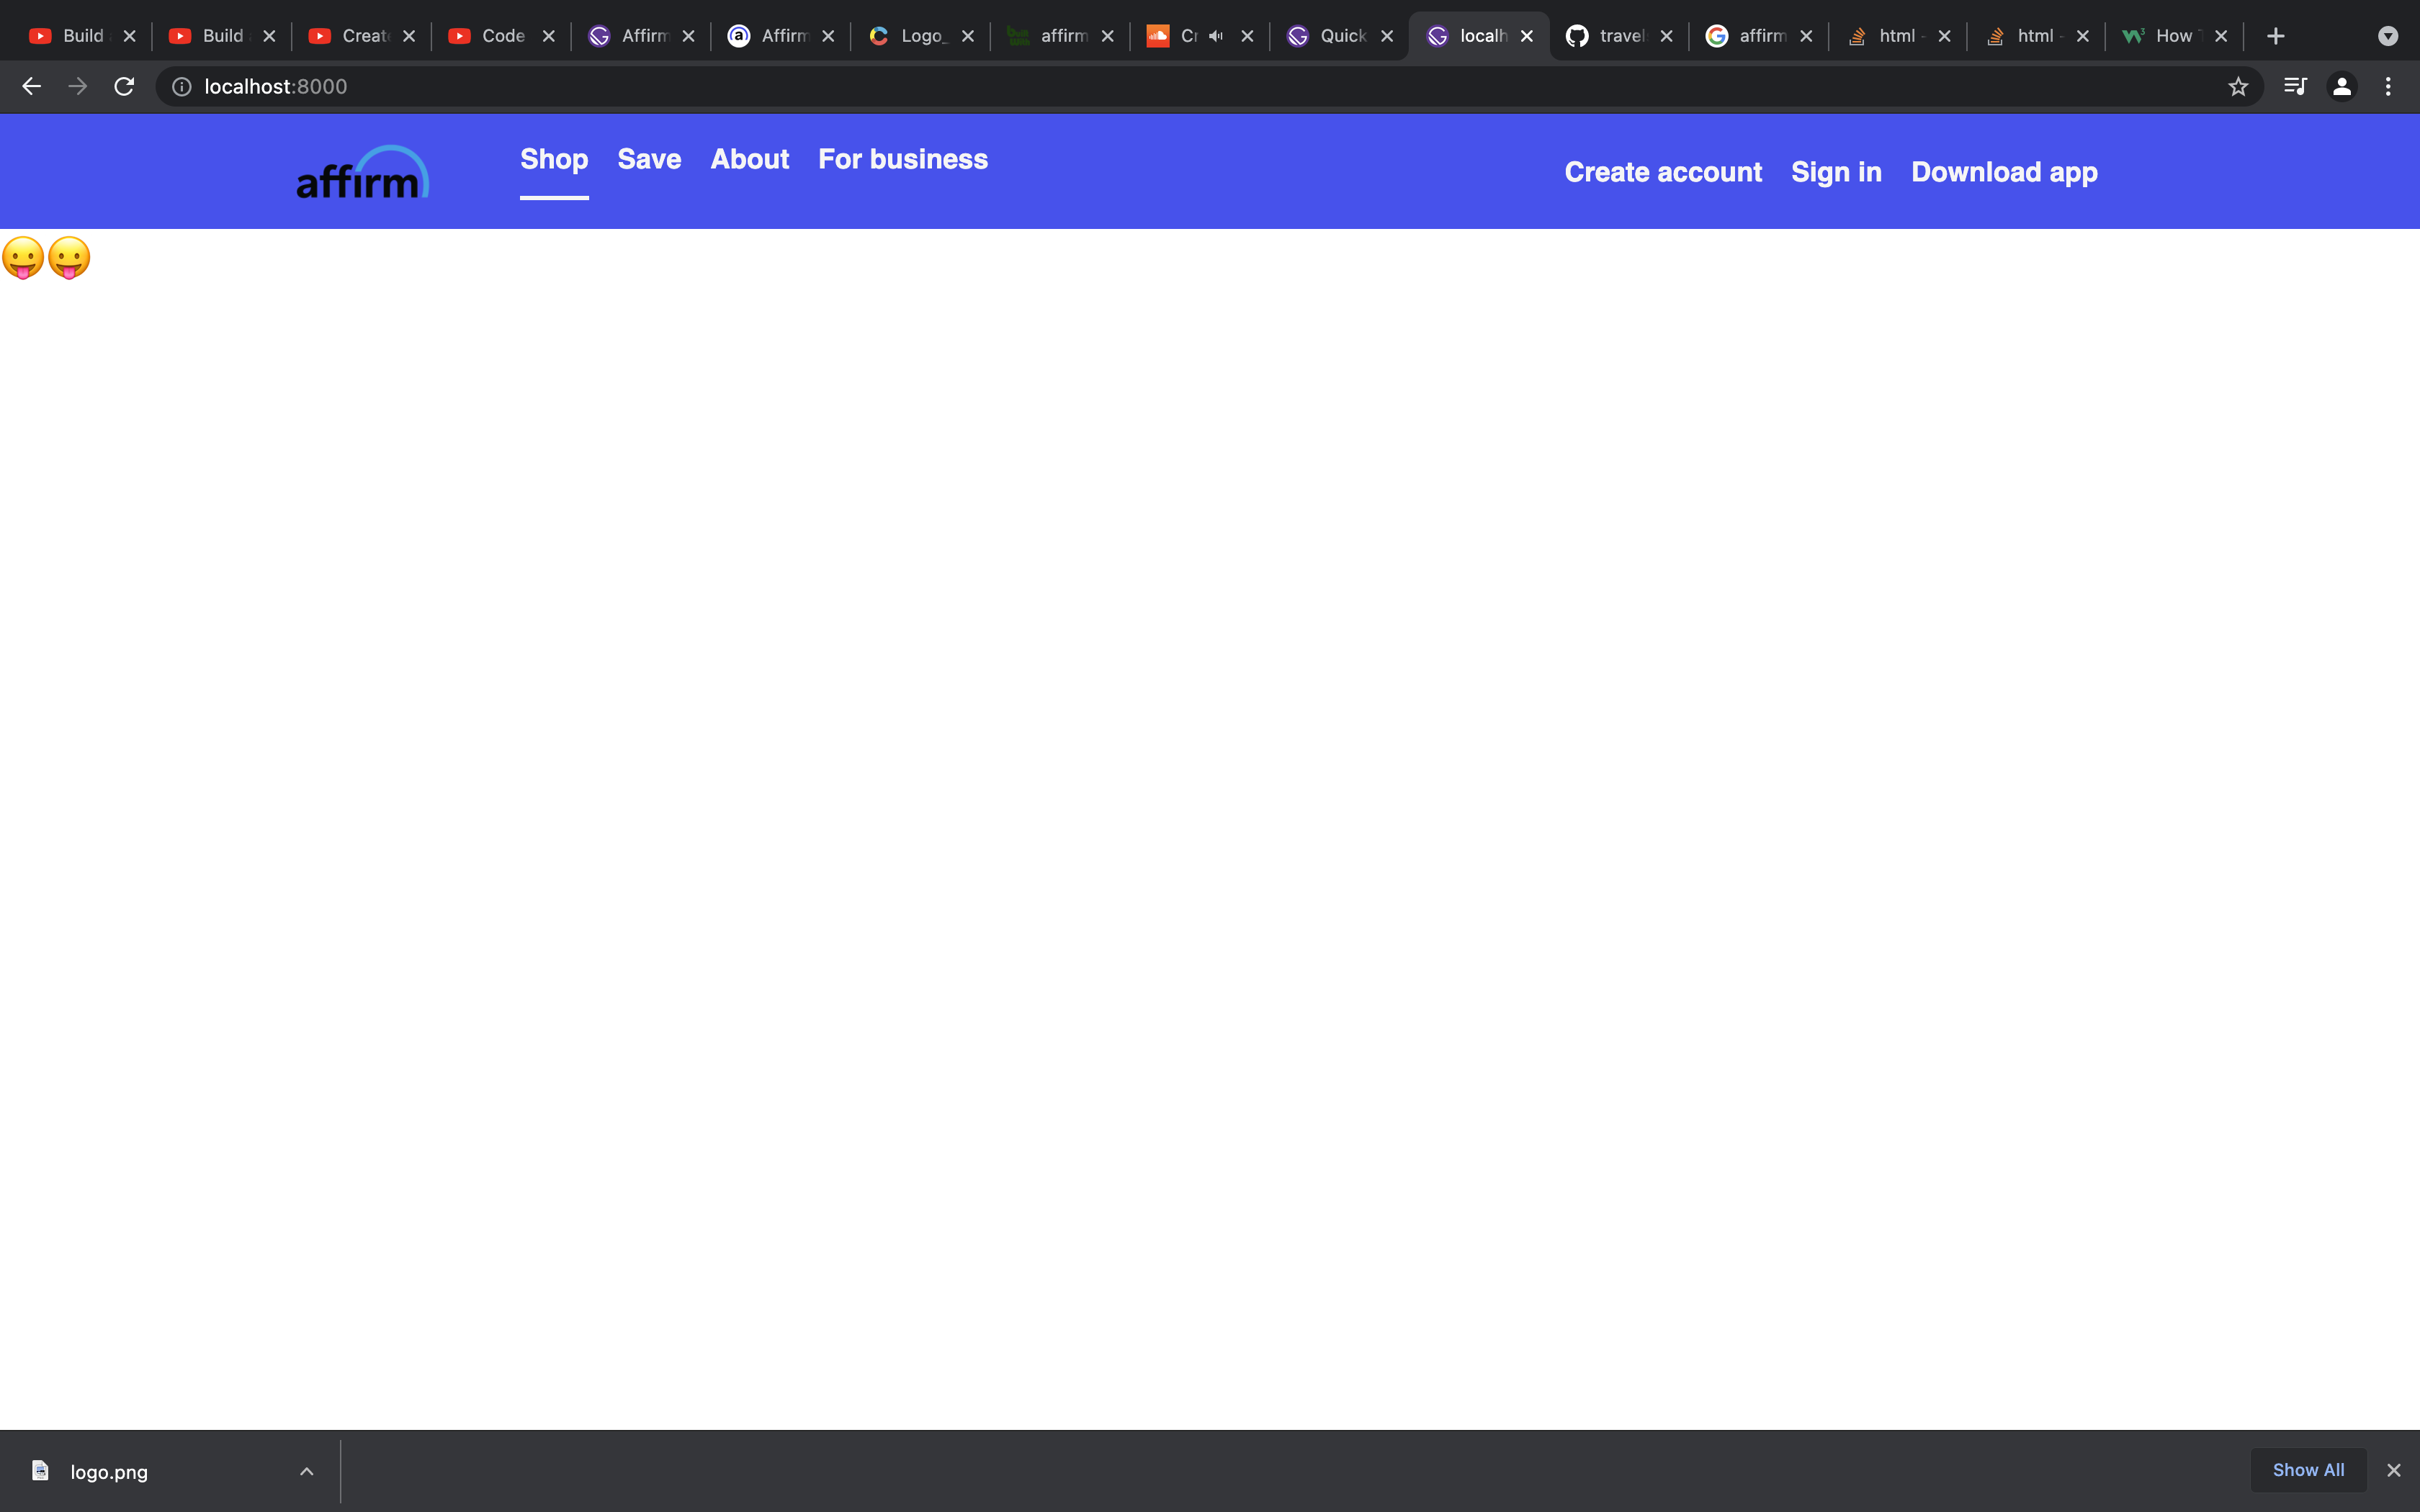 Build Build Creat Code Affirm Affirm Logo_ affirm Cr Quick localh travel affirm html - html - How T
localhost:8000
affirm Shop Save About For business Create account Sign in Download app
😛😛
logo.png Show All